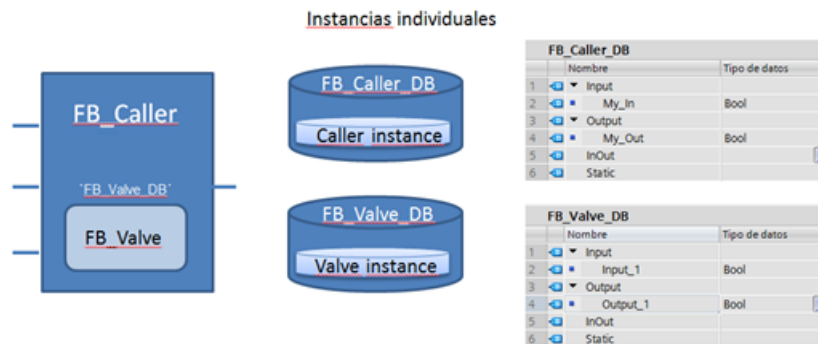 Instancias individuales
FB_Caller
"FB_Valve_DB"
FB_Valve
FB_Caller_DB
Caller instance
FB_Valve_DB
Valve instance
FB_Caller_DB
Nombre Tipo de datos
1 Input
2 My_In Bool
3 Output
4 My_Out Bool
5 InOut
6 Static
FB_Valve_DB
Nombre Tipo de datos
1 Input
2 Input_1 Bool
3 Output
4 Output_1 Bool
5 InOut
6 Static